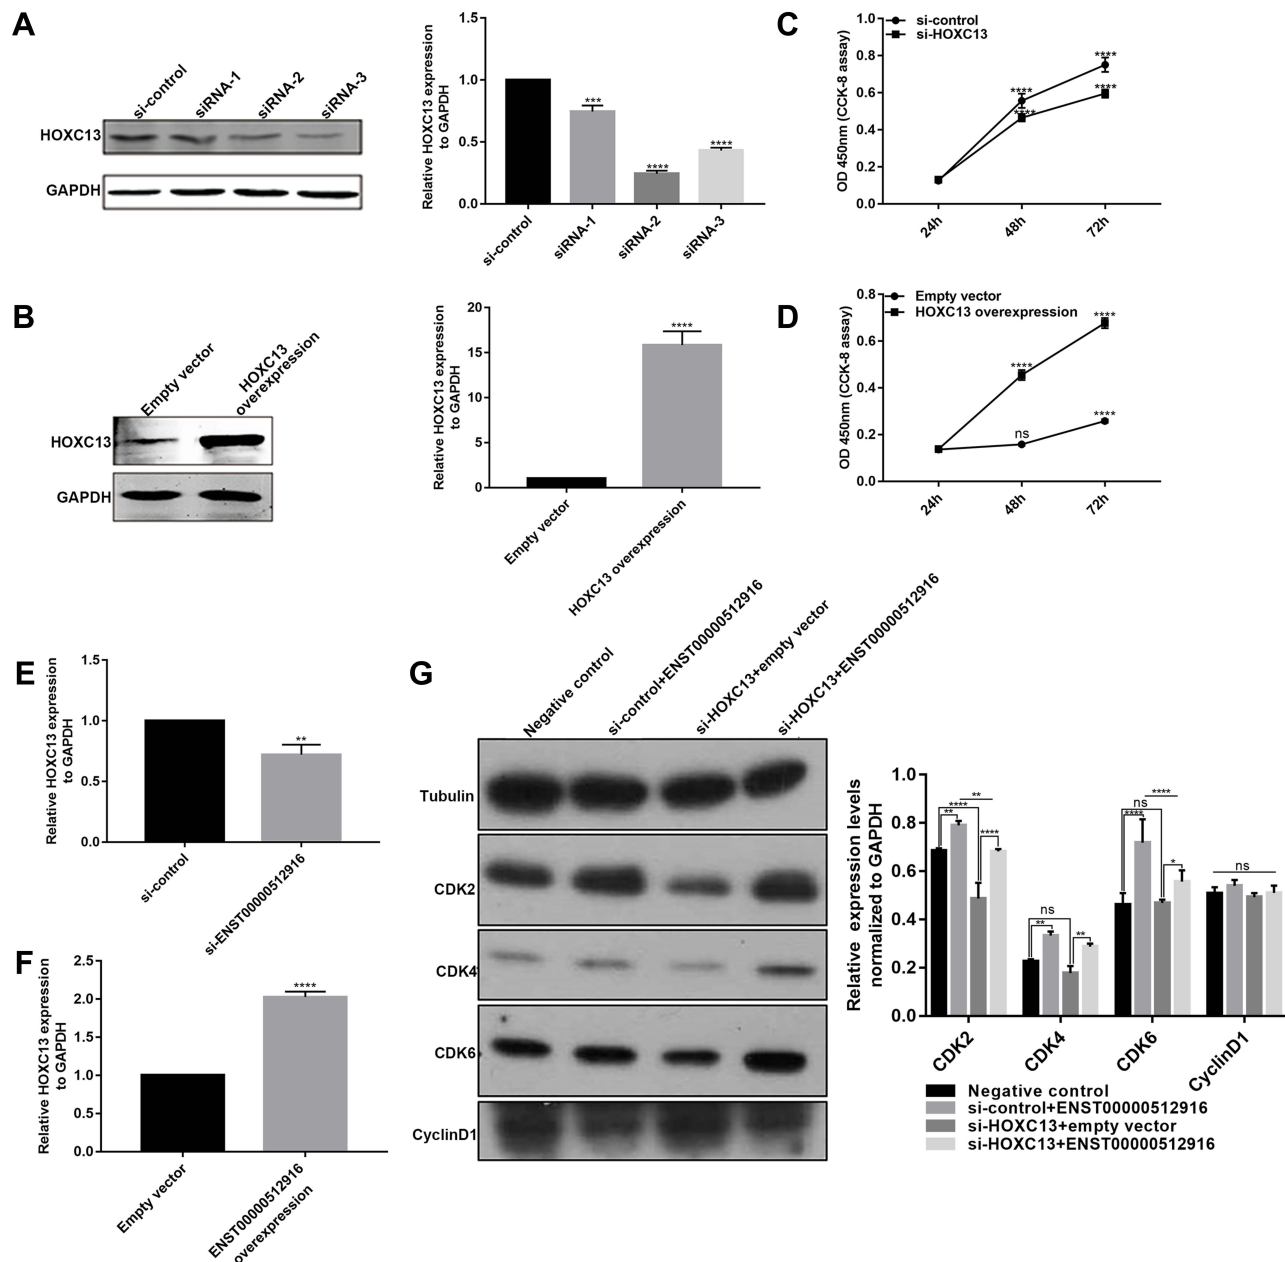 A
si-control
siRNA-1
siRNA-2
siRNA-3
HOXC13
GAPDH
Relative HOXC13 expression
to GAPDH
1.5
1.0
0.5
0.0
***
****
****
si-control
siRNA-1
siRNA-2
siRNA-3
C
si-control
si-HOXC13
OD 450nm (CCK-8 assay)
1.0
0.8
0.6
0.4
0.2
0.0
****
****
****
****
24h
48h
72h
B
Empty vector
HOXC13
overexpression
HOXC13
GAPDH
Relative HOXC13 expression
to GAPDH
20
15
10
5
0
****
Empty vector
HOXC13 overexpression
D
Empty vector
HOXC13 overexpression
OD 450nm (CCK-8 assay)
0.8
0.6
0.4
0.2
0.0
****
****
ns
****
24h
48h
72h
E
Relative HOXC13 expression
to GAPDH
1.5
1.0
0.5
0.0
**
si-control
si-ENST00000512916
F
Relative HOXC13 expression
to GAPDH
2.5
2.0
1.5
1.0
0.5
0.0
****
Empty vector
ENST00000512916
overexpression
G
Negative control
si-control+ENST00000512916
si-HOXC13+empty vector
si-HOXC13+ENST00000512916
Tubulin
CDK2
CDK4
CDK6
CyclinD1
Relative expression levels
normalized to GAPDH
1.0
0.8
0.6
0.4
0.2
0.0
**
****
**
****
ns
**
**
****
ns
****
*
ns
CDK2
CDK4
CDK6
CyclinD1
Negative control
si-control+ENST00000512916
si-HOXC13+empty vector
si-HOXC13+ENST00000512916